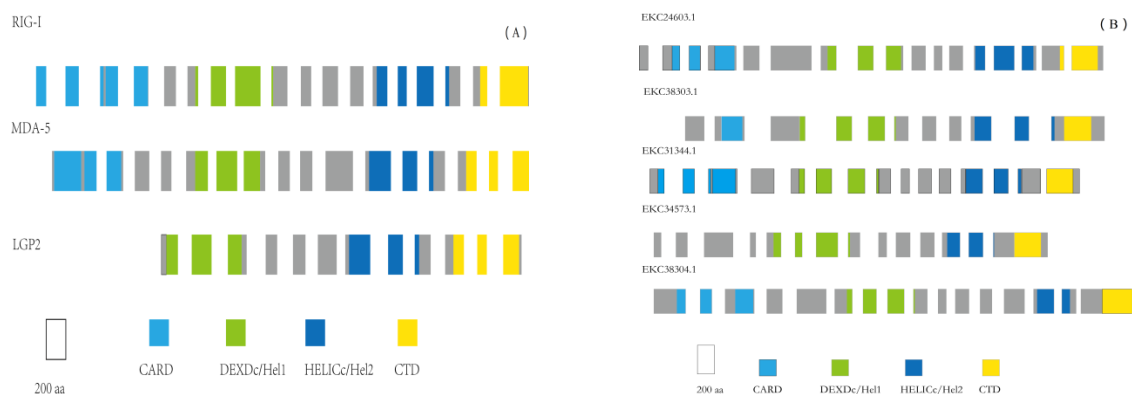 RIG-I
(A)
MDA-5
LGP2
200 aa
CARD
DEXDc/Hel1
HELICc/Hel2
CTD
EKC24603.1
(B)
EKC38303.1
EKC31344.1
EKC34573.1
EKC38304.1
200 aa
CARD
DEXDc/Hel1
HELICc/Hel2
CTD